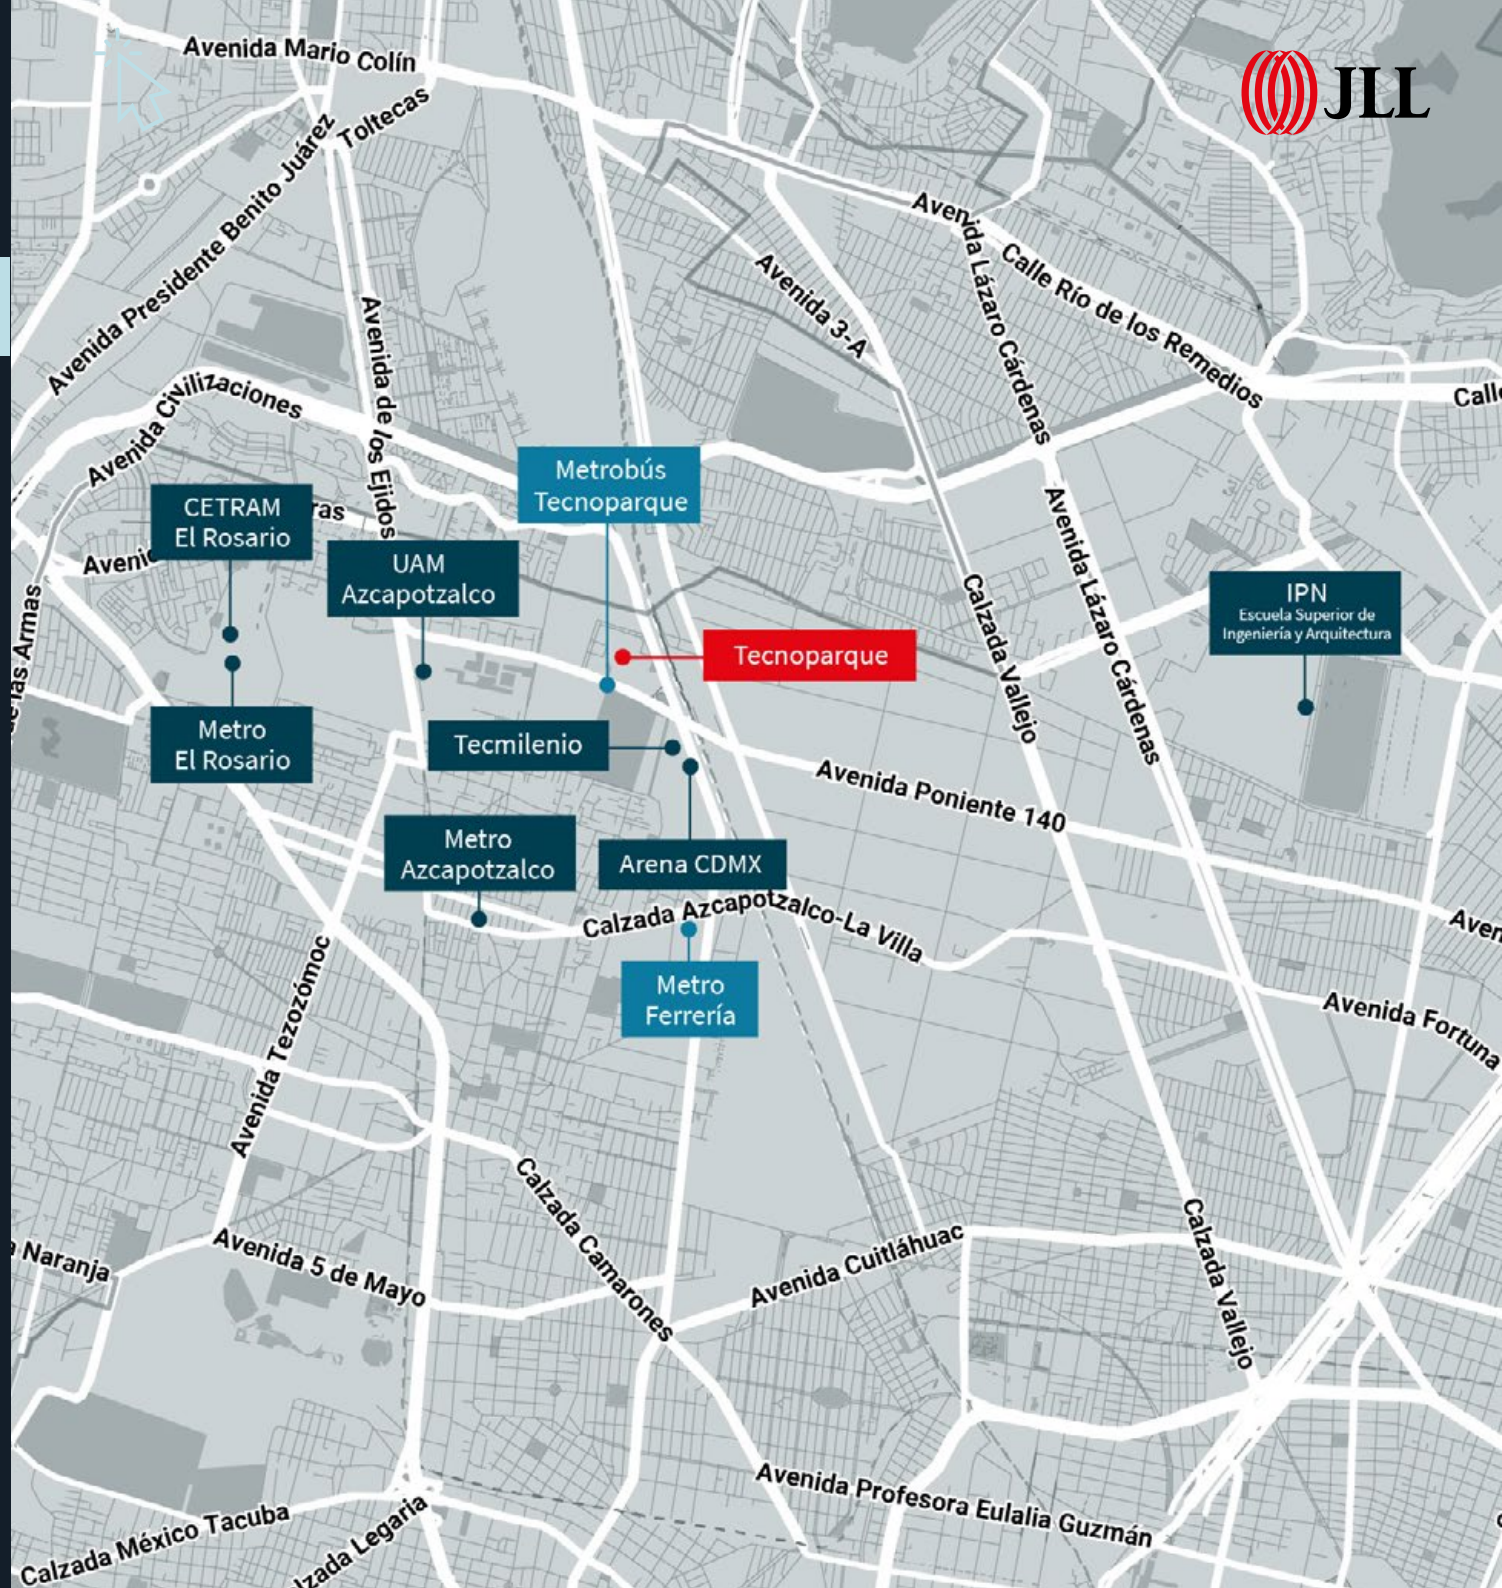 Avenida Mario Colín
JLL
Toltecas
Avenida Presidente Benito Juárez
Avenida Lázaro Cárdenas
Calle Río de los Remedios
Avenida 3-A
Avenida de los Ejidos
Avenida Civilizaciones
Calle
Metrobús
Tecnoparque
CETRAM
El Rosario
UAM
Azcapotzalco
Avenida Lázaro Cárdenas
Calzada Vallejo
IPN
Escuela Superior de
Ingeniería y Arquitectura
las Armas
Tecnoparque
Metro
El Rosario
Tecmilenio
Avenida Poniente 140
Metro
Azcapotzalco
Arena CDMX
Calzada Azcapotzalco-La Villa
Metro
Ferrería
Avenida Tezozómoc
Avenida Fortuna
Calzada Camarones
Naranja
Avenida 5 de Mayo
Avenida Cuitláhuac
Calzada Vallejo
Avenida Profesora Eulalia Guzmán
Calzada México Tacuba
lzada Legaria